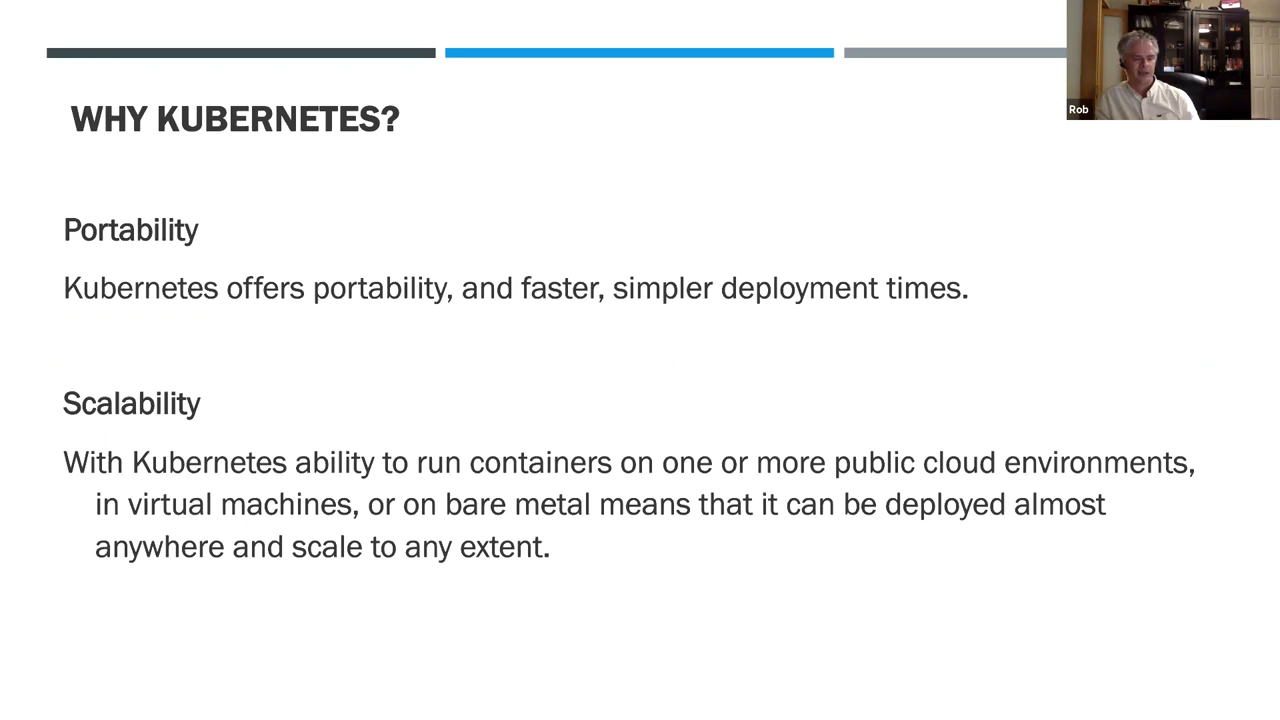 Rob
WHY KUBERNETES?
Portability
Kubernetes offers portability, and faster, simpler deployment times.
Scalability
With Kubernetes ability to run containers on one or more public cloud environments,
in virtual machines, or on bare metal means that it can be deployed almost
anywhere and scale to any extent.